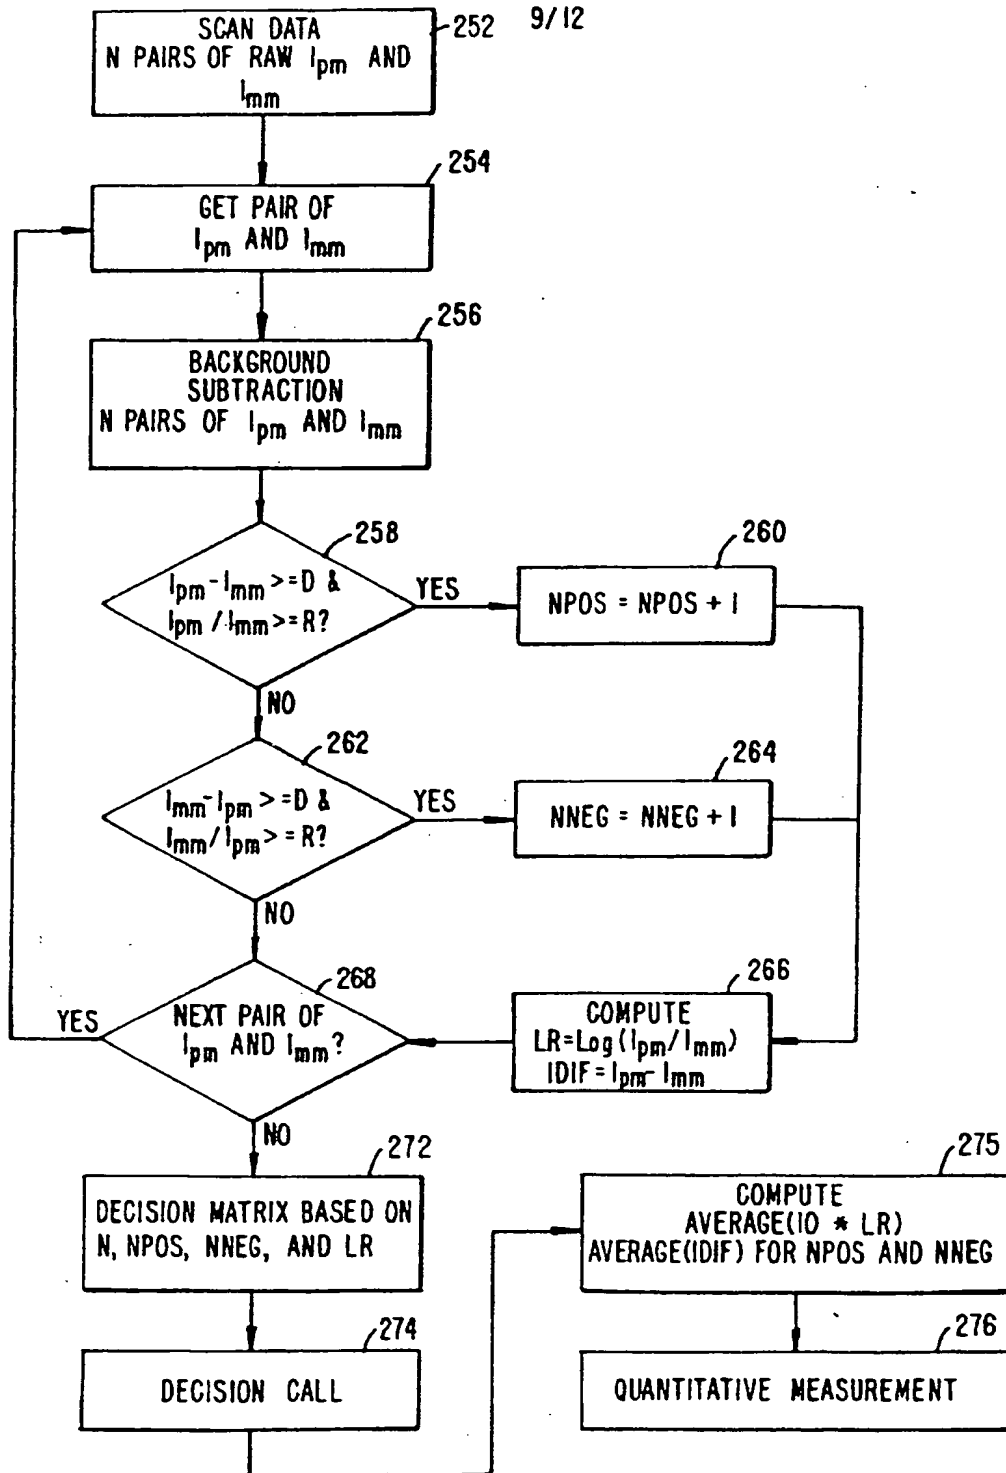 9/12
252
SCAN DATA
N PAIRS OF RAW Ipm AND
Imm
254
GET PAIR OF
Ipm AND Imm
256
BACKGROUND
SUBTRACTION
N PAIRS OF Ipm AND Imm
258
Ipm-Imm>=D &
Ipm/Imm>=R?
YES
260
NPOS = NPOS + 1
NO
262
Imm-Ipm>=D &
Imm/Ipm>=R?
YES
264
NNEG = NNEG + 1
NO
268
NEXT PAIR OF
Ipm AND Imm?
YES
266
COMPUTE
LR=Log(Ipm/Imm)
IDIF=Ipm-Imm
NO
272
DECISION MATRIX BASED ON
N, NPOS, NNEG, AND LR
274
DECISION CALL
275
COMPUTE
AVERAGE(10 * LR)
AVERAGE(IDIF) FOR NPOS AND NNEG
276
QUANTITATIVE MEASUREMENT